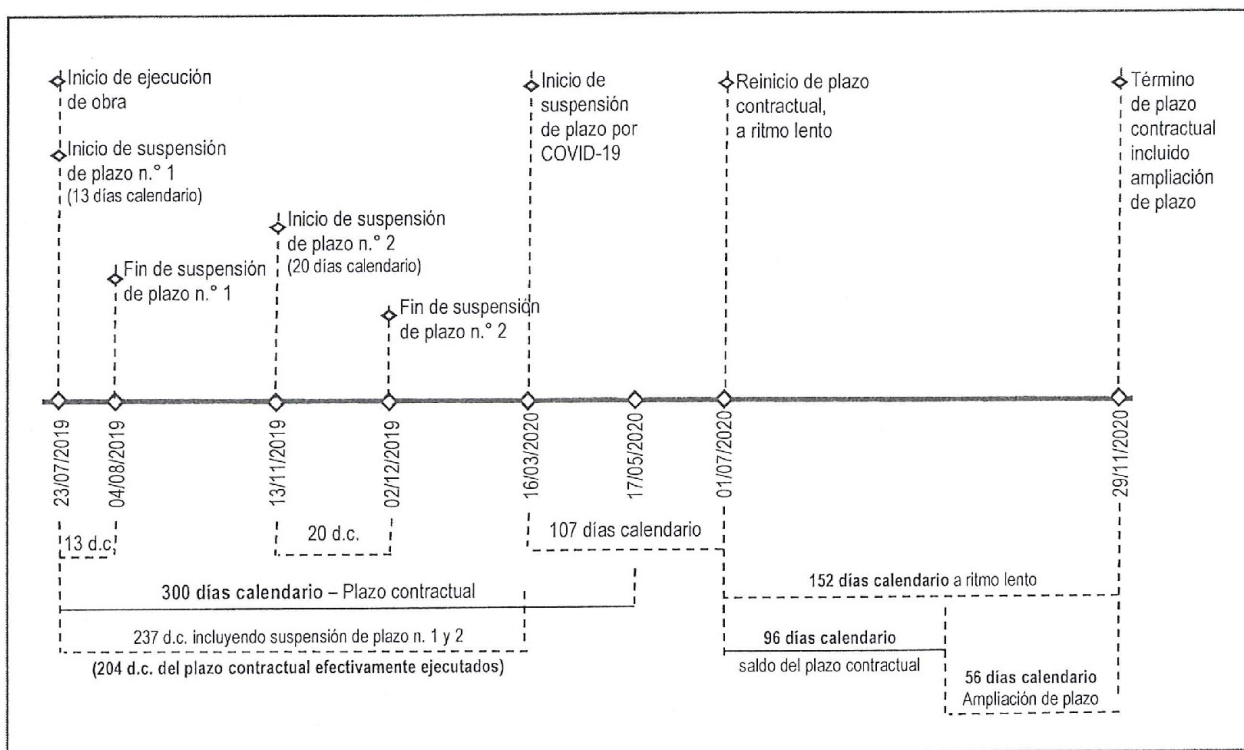 Inicio de ejecución
de obra
Inicio de suspensión
de plazo n.° 1
(13 días calendario)
Fin de suspensión
de plazo n.° 1
Inicio de suspensión
de plazo n.° 2
(20 días calendario)
Fin de suspensión
de plazo n.° 2
Inicio de
suspensión
de plazo por
COVID-19
Reinicio de plazo
contractual,
a ritmo lento
Término
de plazo
contractual
incluido
ampliación
de plazo
23/07/2019
04/08/2019
13/11/2019
02/12/2019
16/03/2020
17/05/2020
01/07/2020
29/11/2020
13 d.c.
20 d.c.
107 días calendario
300 días calendario – Plazo contractual
152 días calendario a ritmo lento
237 d.c. incluyendo suspensión de plazo n. 1 y 2
(204 d.c. del plazo contractual efectivamente ejecutados)
96 días calendario
saldo del plazo contractual
56 días calendario
Ampliación de plazo